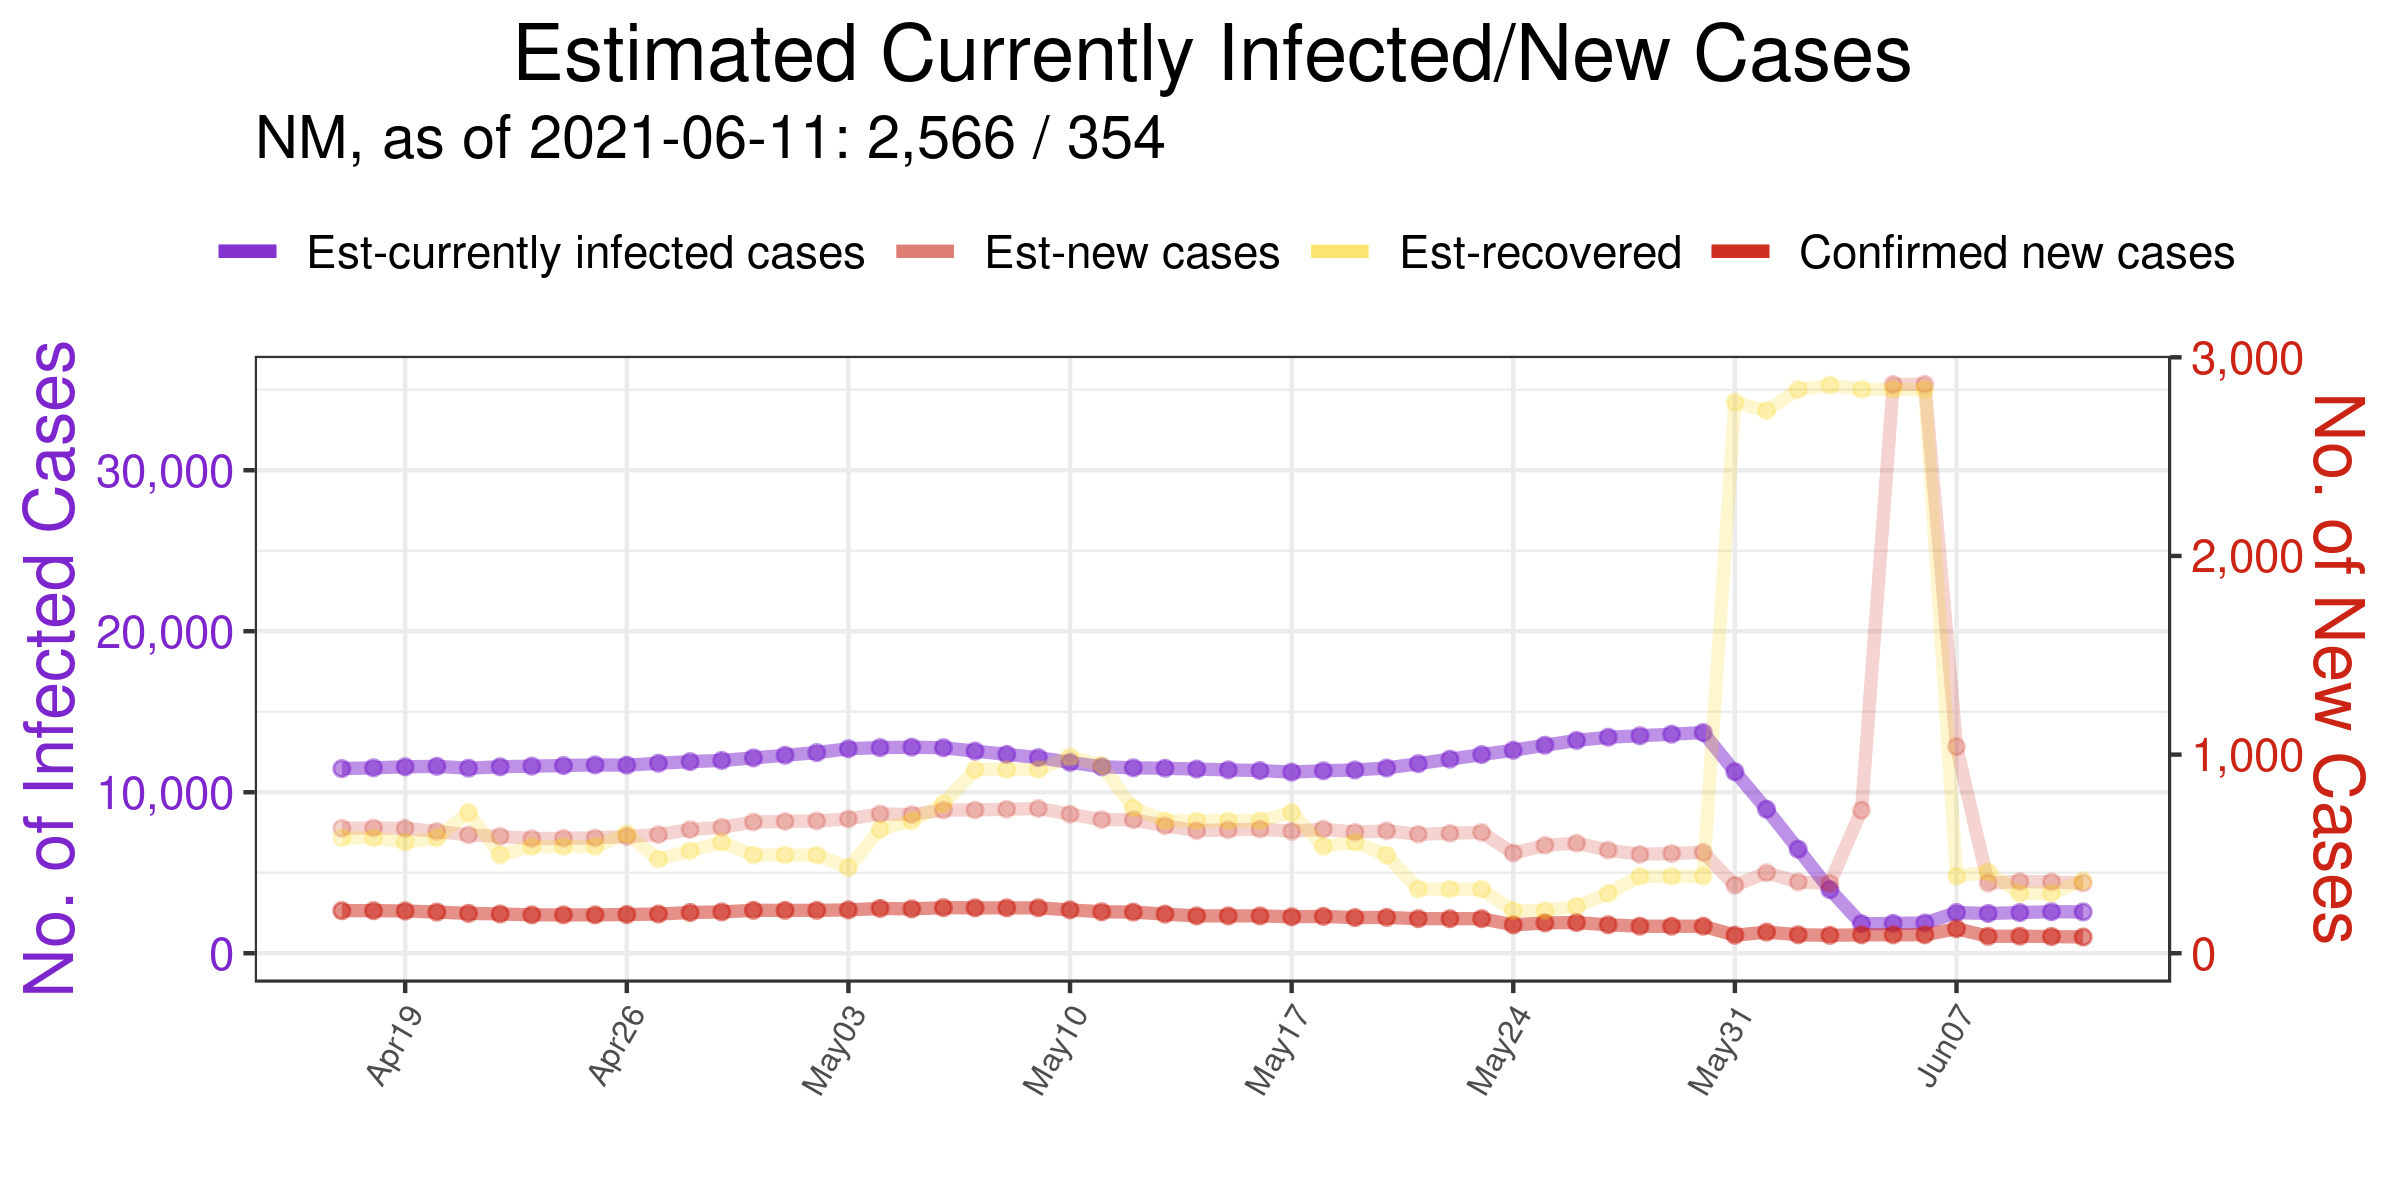 Estimated Currently Infected/New Cases
NM, as of 2021-06-11: 2,566 / 354
Est-currently infected cases Est-new cases Est-recovered Confirmed new cases
No. of Infected Cases
30,000
20,000
10,000
0
3,000
2,000
1,000
0
No. of New Cases
Apr19 Apr26 May03 May10 May17 May24 May31 Jun07